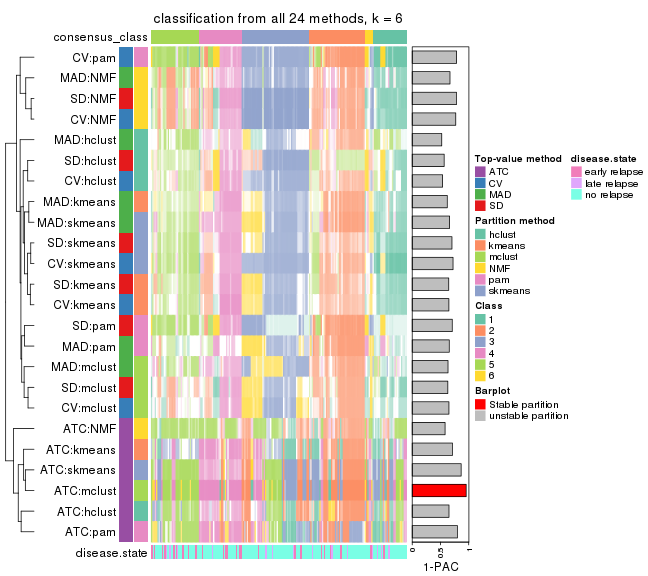 classification from all 24 methods, k = 6
consensus_class
CV:pam
MAD:NMF
SD:NMF
CV:NMF
MAD:hclust
SD:hclust
CV:hclust
MAD:kmeans
MAD:skmeans
SD:skmeans
CV:skmeans
SD:kmeans
CV:kmeans
SD:pam
MAD:pam
MAD:mclust
SD:mclust
CV:mclust
ATC:NMF
ATC:kmeans
ATC:skmeans
ATC:mclust
ATC:hclust
ATC:pam
disease.state
0
0.5
1
1-PAC
Top-value method
ATC
CV
MAD
SD
Partition method
hclust
kmeans
mclust
NMF
pam
skmeans
Class
1
2
3
4
5
6
Barplot
Stable partition
unstable partition
disease.state
early relapse
late relapse
no relapse